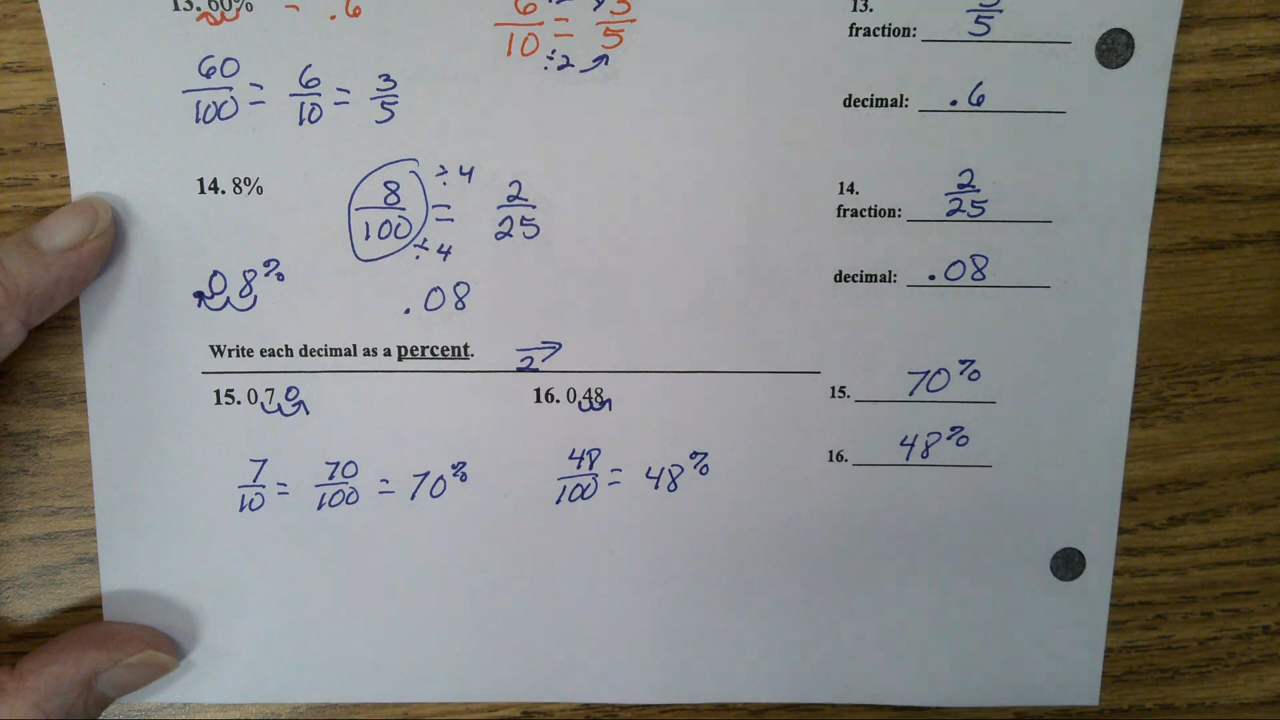 13. 60% = .6
6/10 = 3/5
÷2
60/100 = 6/10 = 3/5
13.
fraction: 3/5
decimal: .6
14. 8%
8/100 = 2/25
÷4
÷4
.08%
.08
14.
fraction: 2/25
decimal: .08
Write each decimal as a percent. 2
15. 0.70
16. 0.48
7/10 = 70/100 = 70%
48/100 = 48%
15. 70%
16. 48%